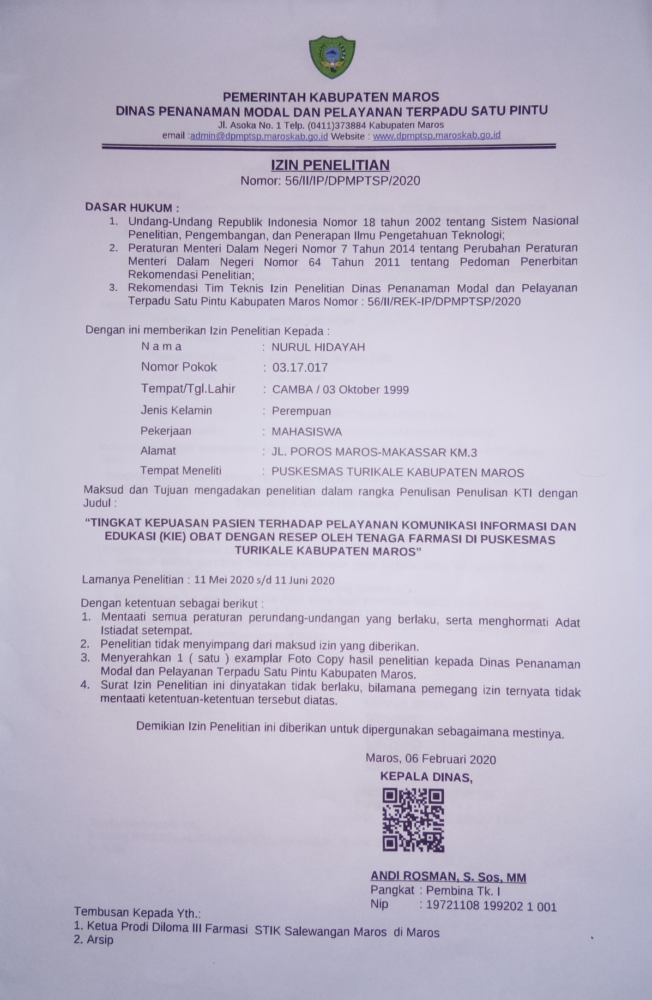 PEMERINTAH KABUPATEN MAROS
DINAS PENANAMAN MODAL DAN PELAYANAN TERPADU SATU PINTU
Jl. Asoka No. 1 Telp. (0411)373884 Kabupaten Maros
email :admin@dpmptsp.maroskab.go.id Website : www.dpmptsp.maroskab.go.id
IZIN PENELITIAN
Nomor: 56/II/IP/DPMPTSP/2020
DASAR HUKUM :
1. Undang-Undang Republik Indonesia Nomor 18 tahun 2002 tentang Sistem Nasional
Penelitian, Pengembangan, dan Penerapan Ilmu Pengetahuan Teknologi;
2. Peraturan Menteri Dalam Negeri Nomor 7 Tahun 2014 tentang Perubahan Peraturan
Menteri Dalam Negeri Nomor 64 Tahun 2011 tentang Pedoman Penerbitan
Rekomendasi Penelitian;
3. Rekomendasi Tim Teknis Izin Penelitian Dinas Penanaman Modal dan Pelayanan
Terpadu Satu Pintu Kabupaten Maros Nomor : 56/II/REK-IP/DPMPTSP/2020
Dengan ini memberikan Izin Penelitian Kepada :
N a m a : NURUL HIDAYAH
Nomor Pokok : 03.17.017
Tempat/Tgl.Lahir : CAMBA / 03 Oktober 1999
Jenis Kelamin : Perempuan
Pekerjaan : MAHASISWA
Alamat : JL. POROS MAROS-MAKASSAR KM.3
Tempat Meneliti : PUSKESMAS TURIKALE KABUPATEN MAROS
Maksud dan Tujuan mengadakan penelitian dalam rangka Penulisan Penulisan KTI dengan
Judul :
“TINGKAT KEPUASAN PASIEN TERHADAP PELAYANAN KOMUNIKASI INFORMASI DAN
EDUKASI (KIE) OBAT DENGAN RESEP OLEH TENAGA FARMASI DI PUSKESMAS
TURIKALE KABUPATEN MAROS”
Lamanya Penelitian : 11 Mei 2020 s/d 11 Juni 2020
Dengan ketentuan sebagai berikut :
1. Mentaati semua peraturan perundang-undangan yang berlaku, serta menghormati Adat
Istiadat setempat.
2. Penelitian tidak menyimpang dari maksud izin yang diberikan.
3. Menyerahkan 1 ( satu ) examplar Foto Copy hasil penelitian kepada Dinas Penanaman
Modal dan Pelayanan Terpadu Satu Pintu Kabupaten Maros.
4. Surat Izin Penelitian ini dinyatakan tidak berlaku, bilamana pemegang izin ternyata tidak
mentaati ketentuan-ketentuan tersebut diatas.
Demikian Izin Penelitian ini diberikan untuk dipergunakan sebagaimana mestinya.
Maros, 06 Februari 2020
KEPALA DINAS,
ANDI ROSMAN, S. Sos, MM
Pangkat : Pembina Tk. I
Nip : 19721108 199202 1 001
Tembusan Kepada Yth.:
1. Ketua Prodi Diloma III Farmasi STIK Salewangan Maros di Maros
2. Arsip